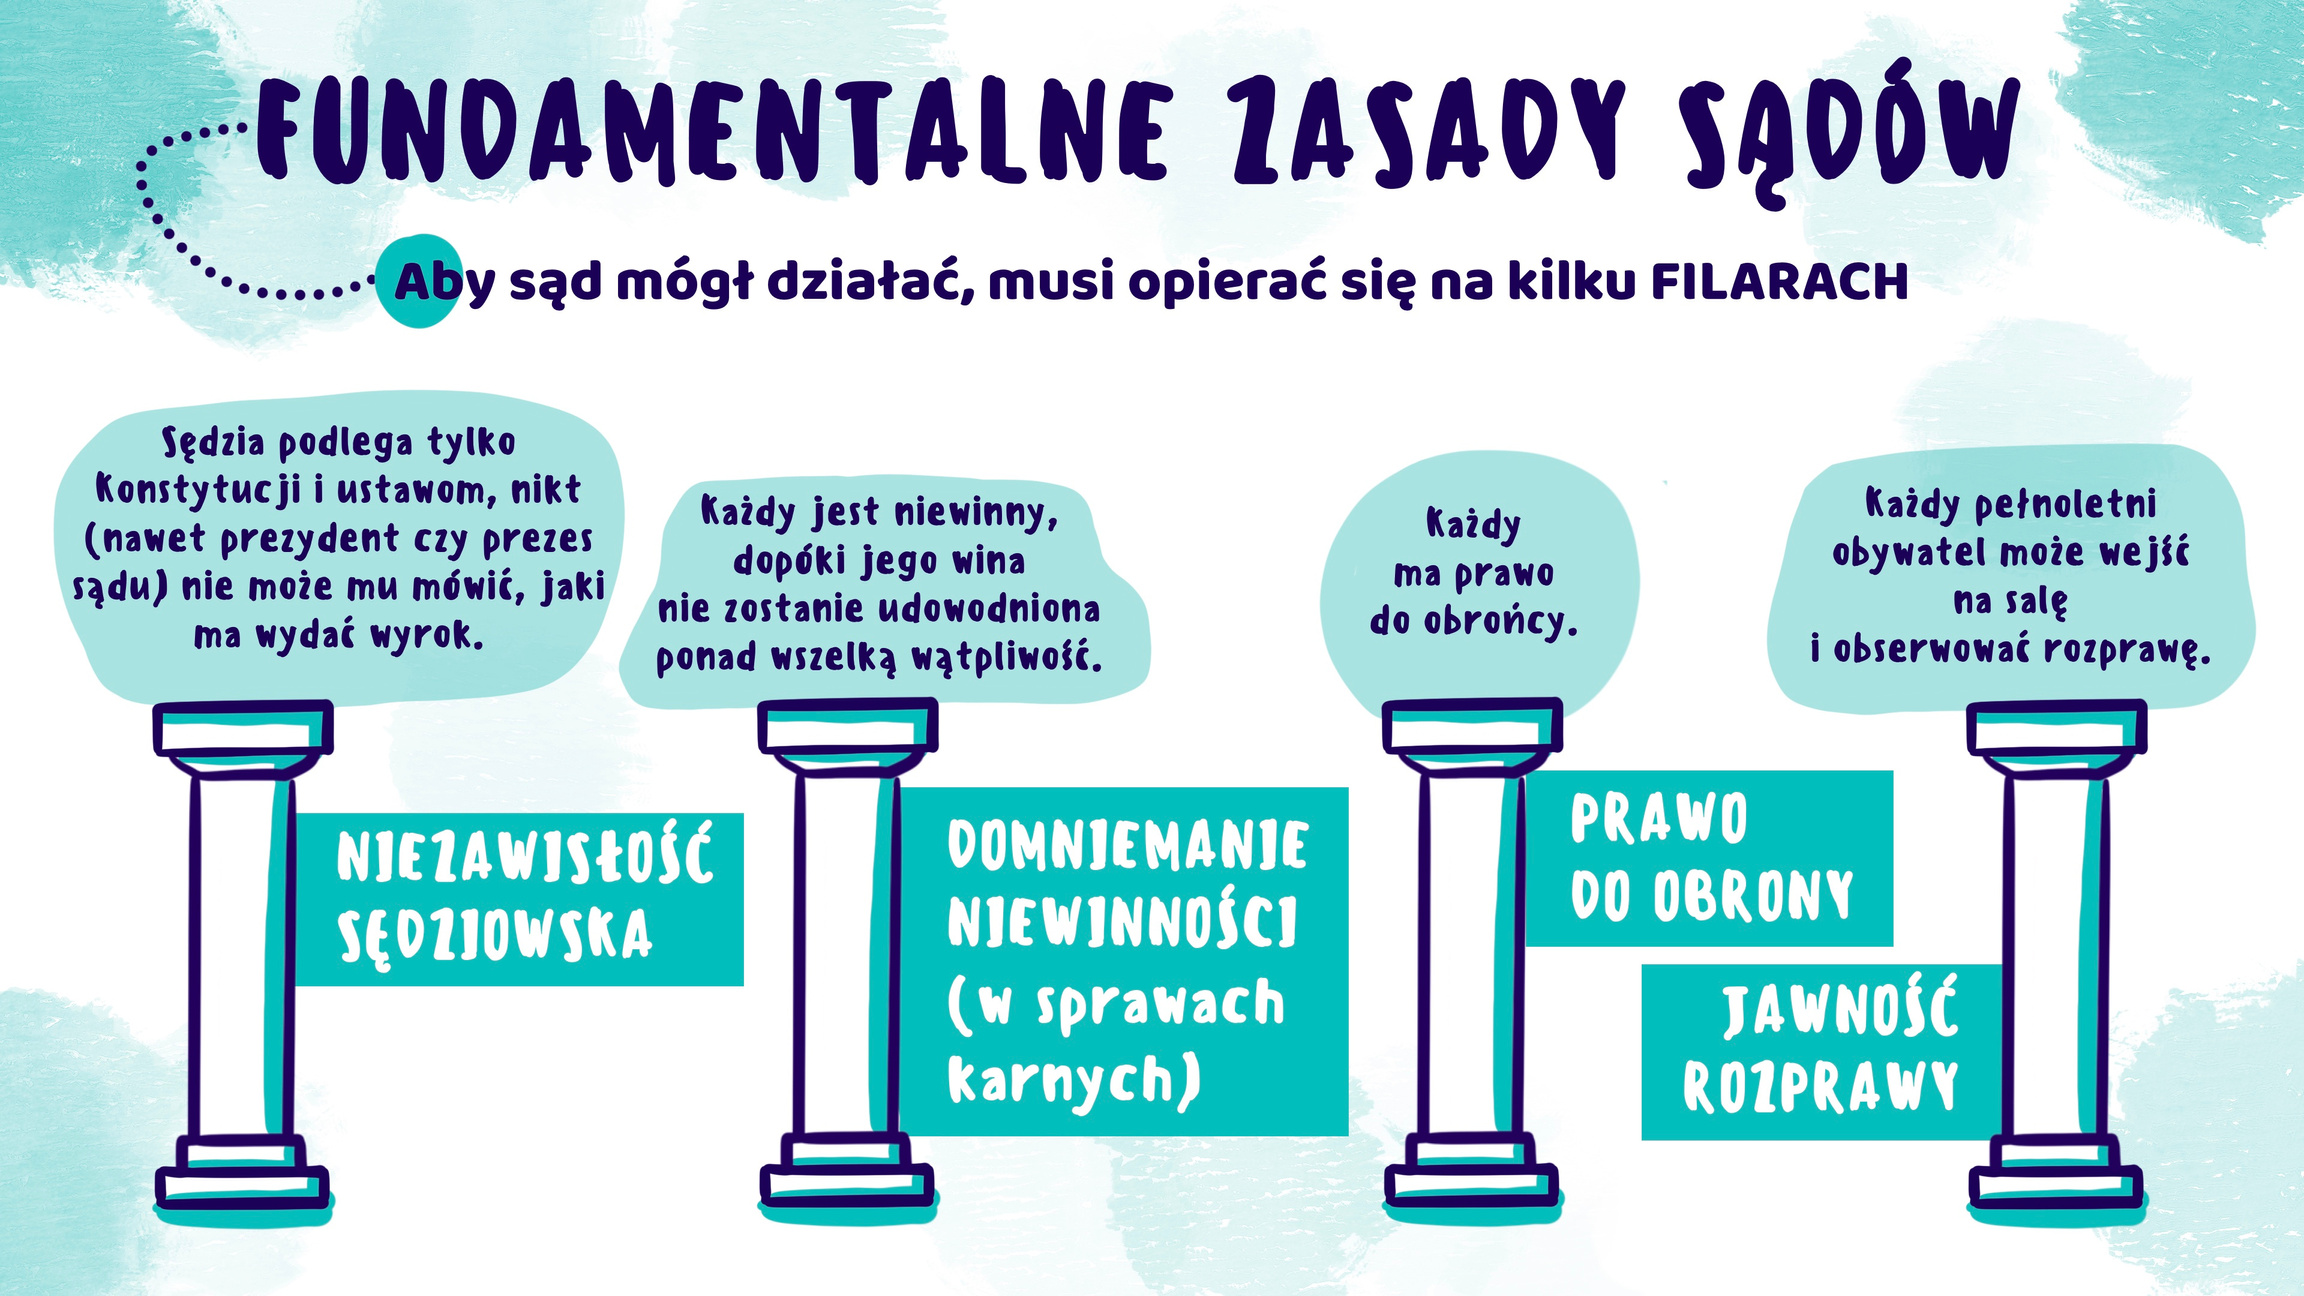 FUNDAMENTALNE ZASADY SĄDÓW
Aby sąd mógł działać, musi opierać się na kilku FILARACH
Sędzia podlega tylko
Konstytucji i ustawom, nikt
(nawet prezydent czy prezes
sądu) nie może mu mówić, jaki
ma wydać wyrok.
NIEZAWISŁOŚĆ
SĘDZIOWSKA
Każdy jest niewinny,
dopóki jego wina
nie zostanie udowodniona
ponad wszelką wątpliwość.
DOMNIEMANIE
NIEWINNOŚCI
(w sprawach
karnych)
Każdy
ma prawo
do obrońcy.
PRAWO
DO OBRONY
Każdy pełnoletni
obywatel może wejść
na salę
i obserwować rozprawę.
JAWNOŚĆ
ROZPRAWY